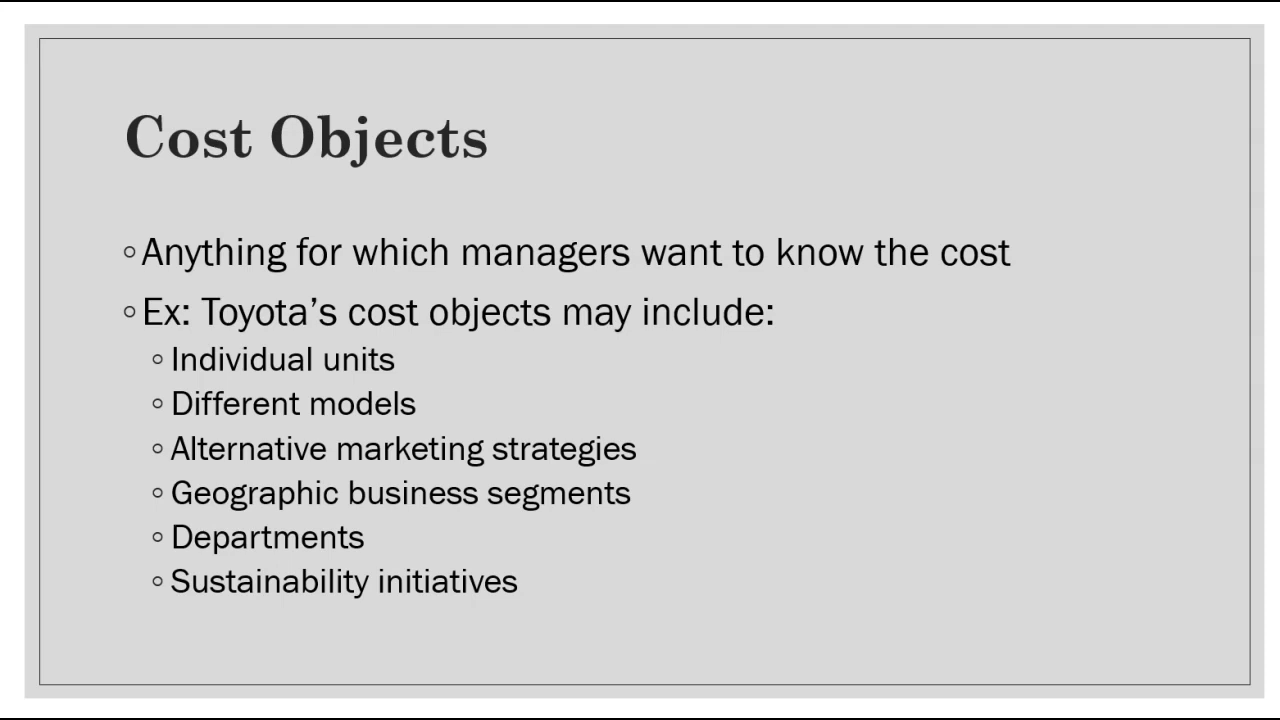 Cost Objects
◦Anything for which managers want to know the cost
◦Ex: Toyota’s cost objects may include:
◦Individual units
◦Different models
◦Alternative marketing strategies
◦Geographic business segments
◦Departments
◦Sustainability initiatives